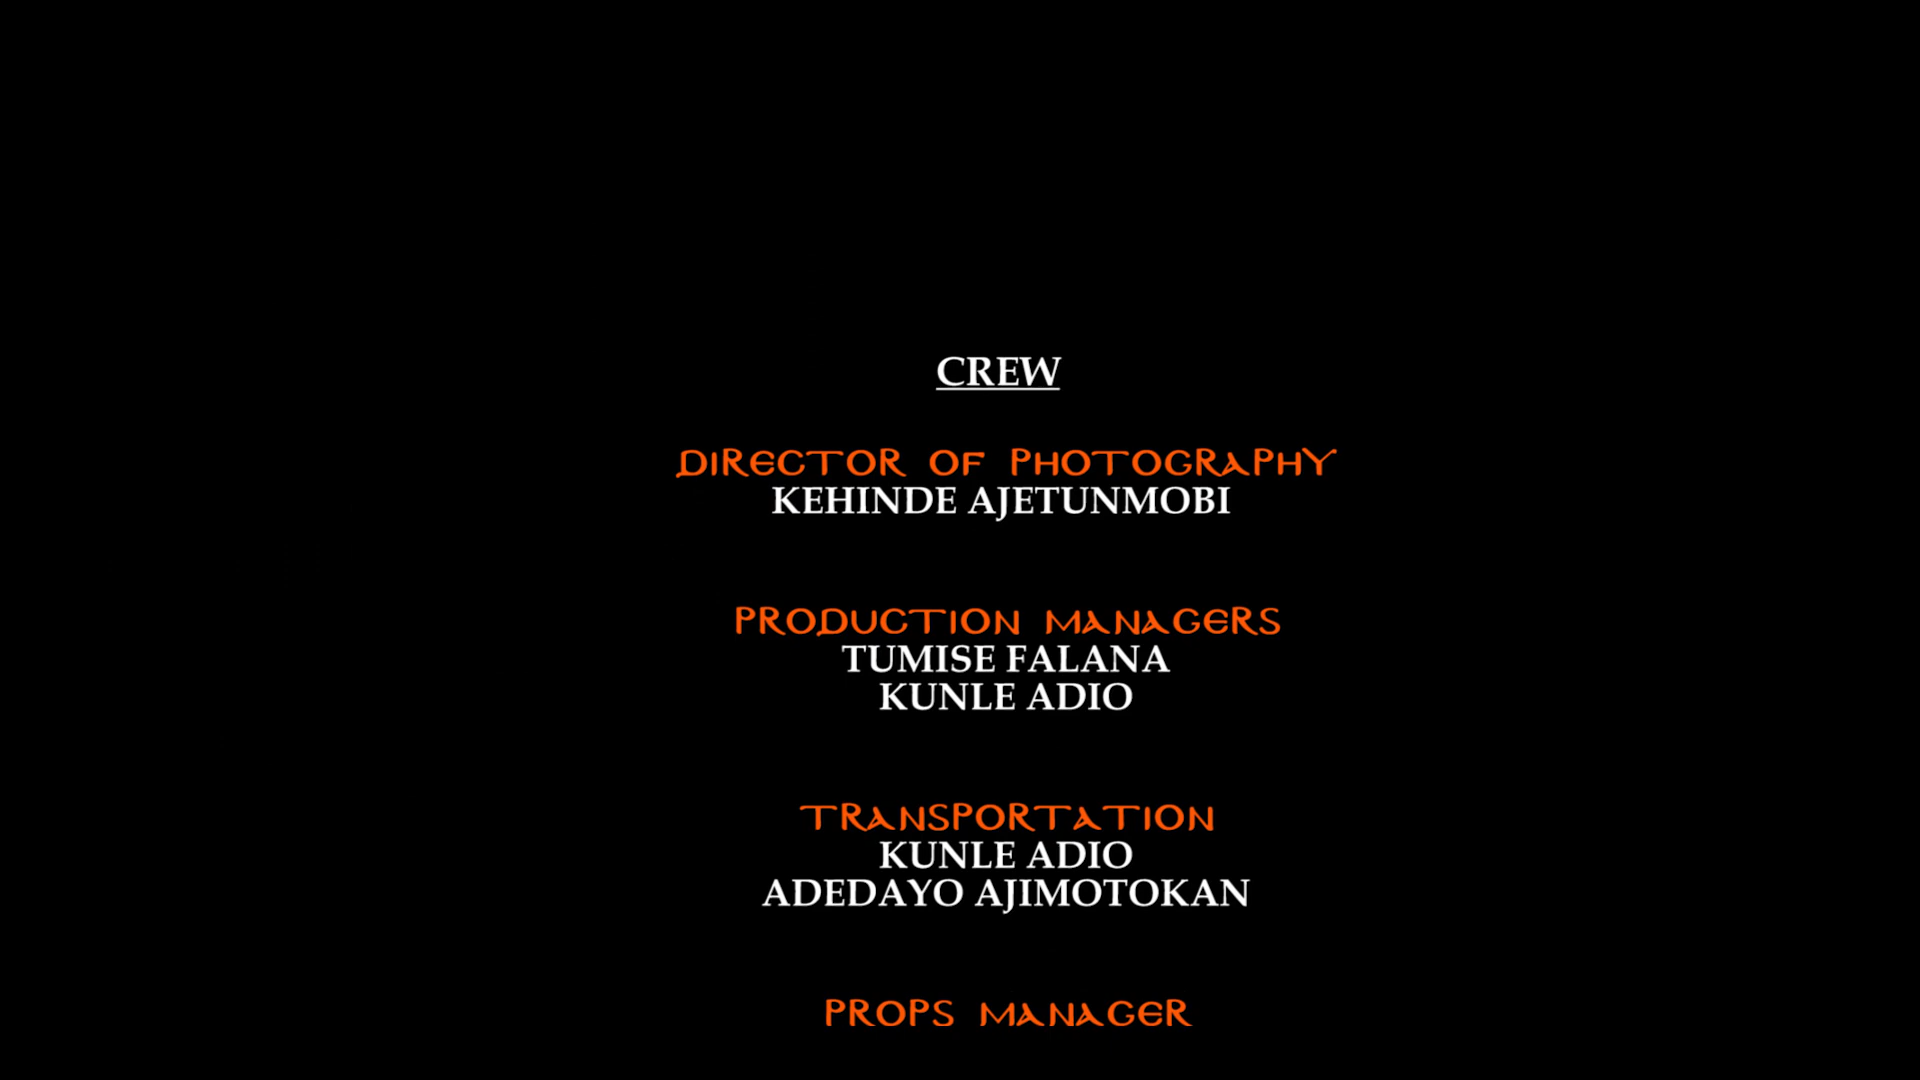 CREW
DIRECTOR OF PHOTOGRAPHY
KEHINDE AJETUNMOBI
PRODUCTION MANAGERS
TUMISE FALANA
KUNLE ADIO
TRANSPORTATION
KUNLE ADIO
ADEDAYO AJIMOTOKAN
PROPS MANAGER